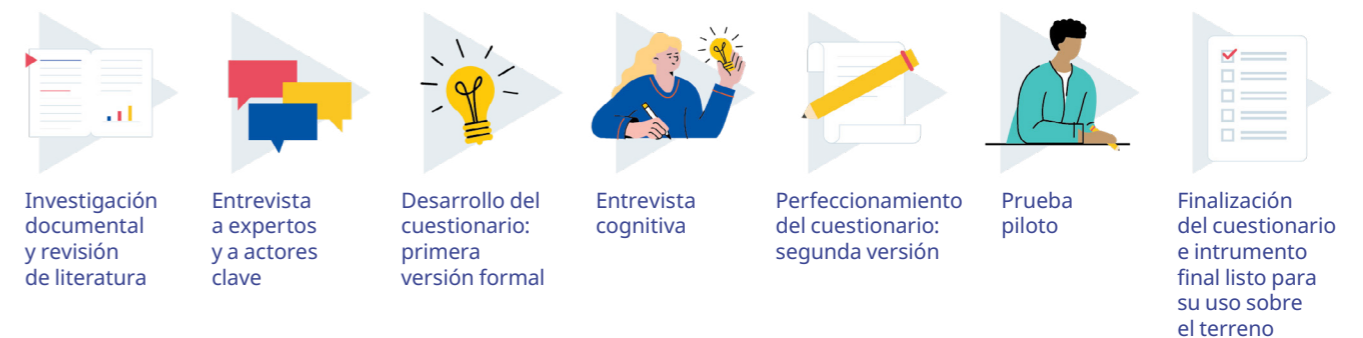 Investigación
documental
y revisión
de literatura
Entrevista
a expertos
y a actores
clave
Desarrollo del
cuestionario:
primera
versión formal
Entrevista
cognitiva
Perfeccionamiento
del cuestionario:
segunda versión
Prueba
piloto
Finalización
del cuestionario
e intrumento
final listo para
su uso sobre
el terreno